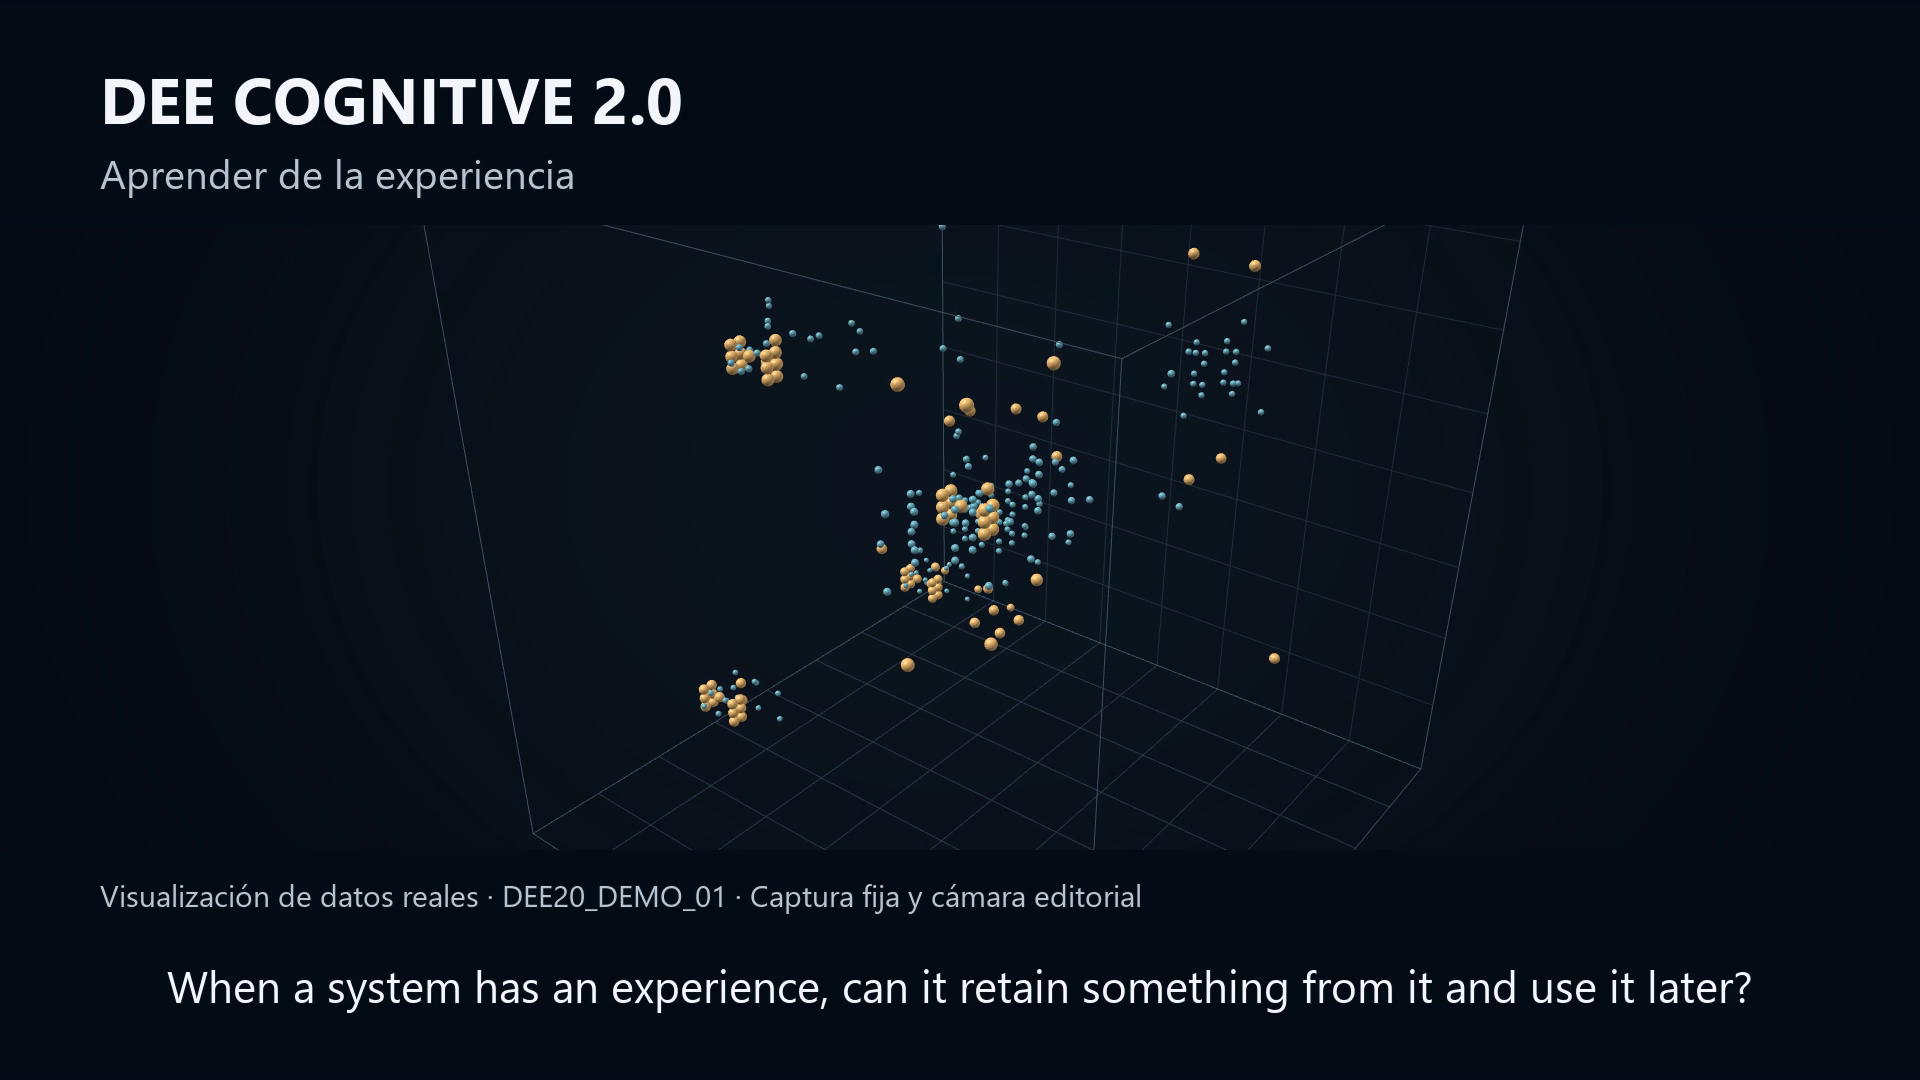 DEE COGNITIVE 2.0
Aprender de la experiencia
Visualización de datos reales · DEE20_DEMO_01 · Captura fija y cámara editorial
When a system has an experience, can it retain something from it and use it later?